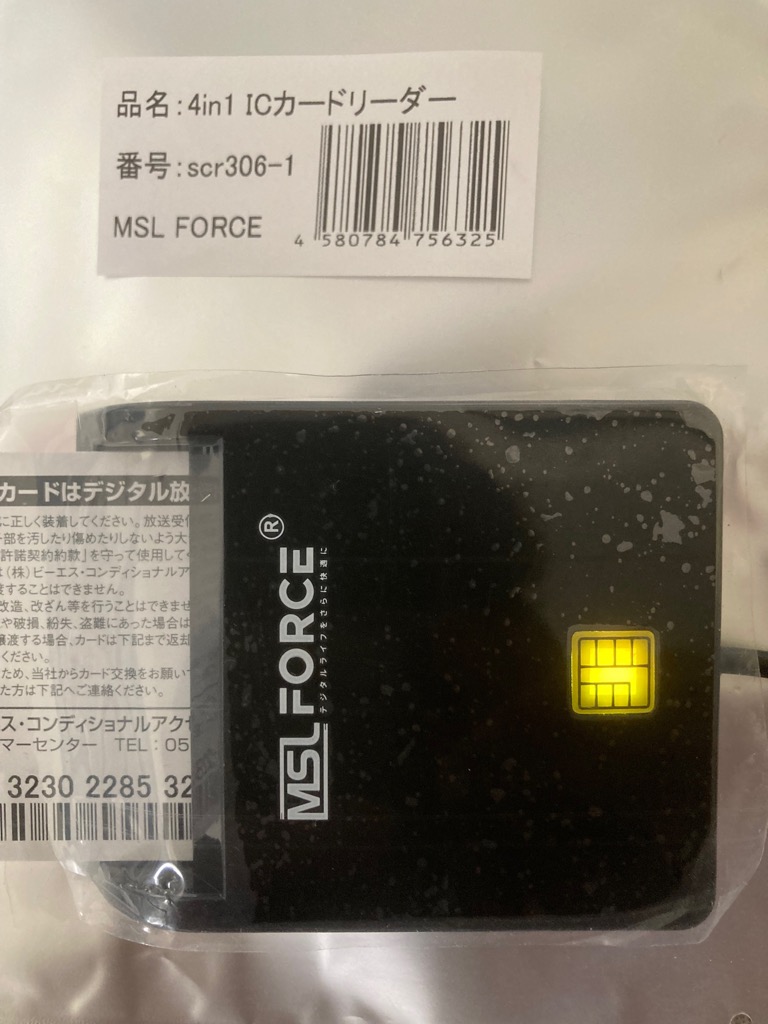 品名:4in1 ICカードリーダー
番号:scr306-1
MSL FORCE
4 580784 756325
カードはデジタル放
に正しく装着してください。放送受信
子部を汚したり傷めたりしないよう大
許諾契約約款」を守って使用して
(株)ビーエス・コンディショナルア
渡することはできません。
改造、改ざん等を行うことはできませ
や破損、紛失、盗難にあった場合は
譲渡する場合、カードは下記まで返却
ください。
ため、当社からカード交換をお願い
た方は下記へご連絡ください。
ス・コンディショナルアクセ
マーセンター TEL:05
3230 2285 32
MSL FORCE®
デジタルライフをさらに快適に